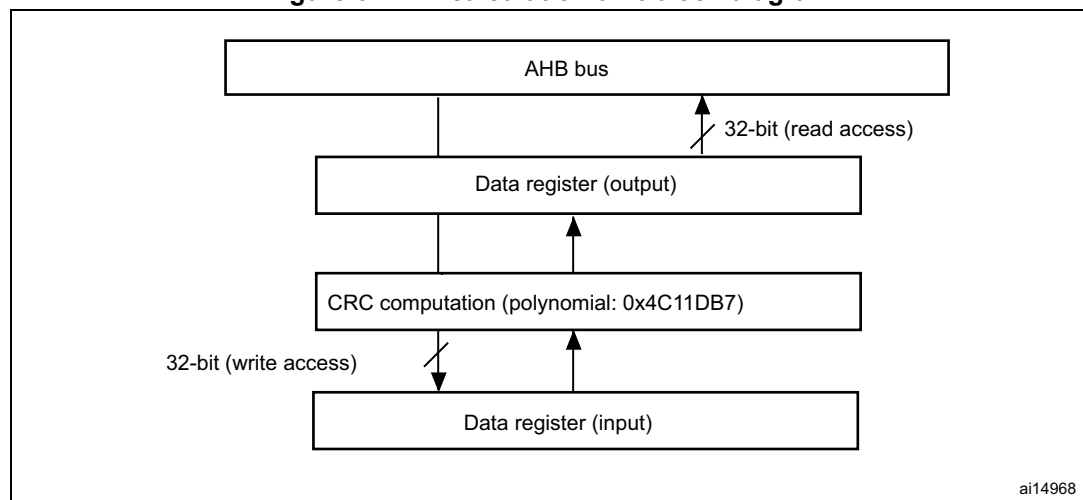 AHB bus
32-bit (read access)
Data register (output)
CRC computation (polynomial: 0x4C11DB7)
32-bit (write access)
Data register (input)
ai14968